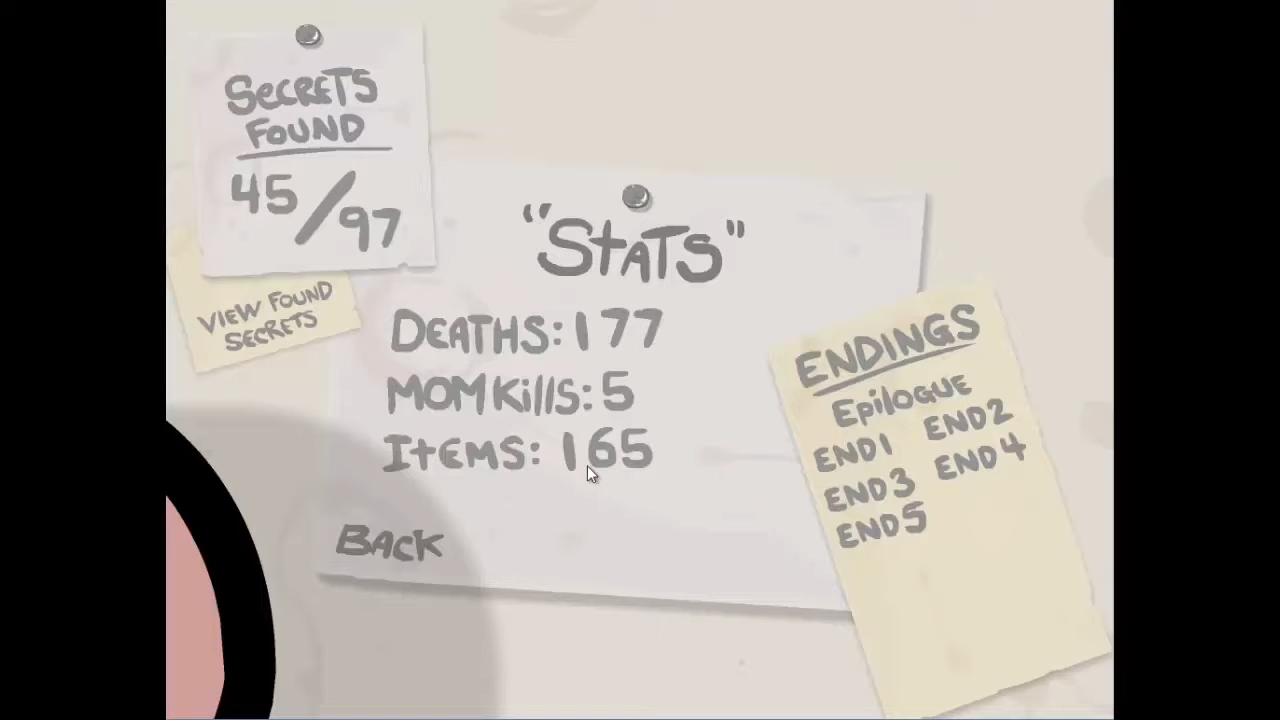 SECRETS
FOUND
45/97
VIEW FOUND
SECRETS
"STATS"
DEATHS: 177
MOM KILLS: 5
ITEMS: 165
BACK
ENDINGS
EPILOGUE
END1 END2
END3 END4
END5